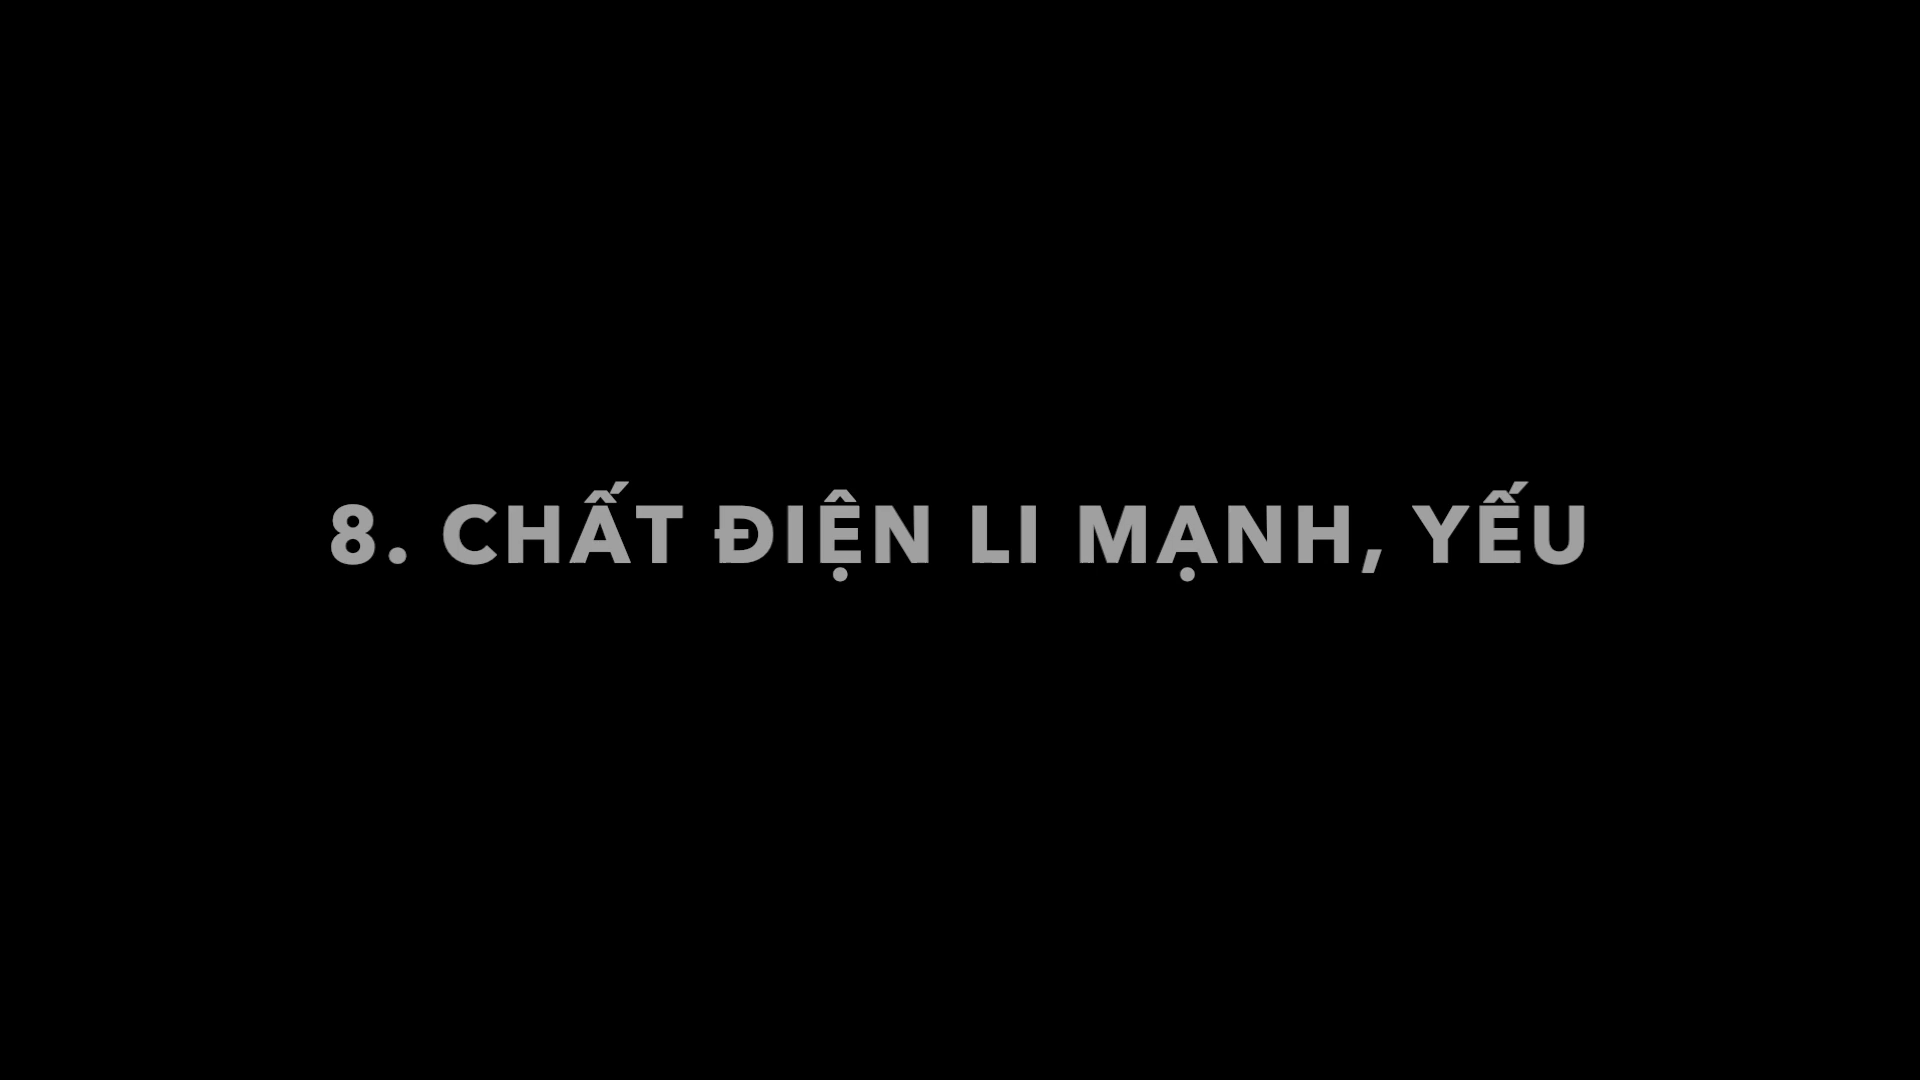 8. CHẤT ĐIỆN LI MẠNH, YẾU